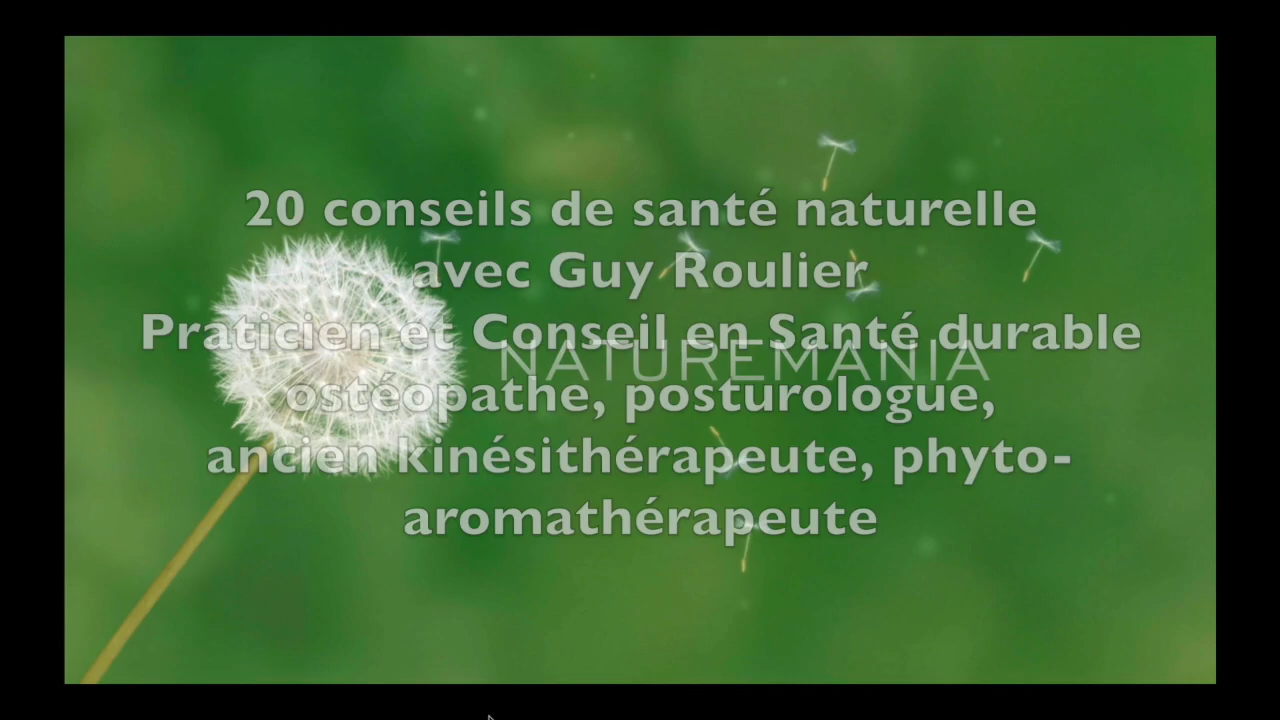 20 conseils de santé naturelle
avec Guy Roulier
Praticien et Conseil en Santé durable
NATUREMANIA
ostéopathe, posturologue,
ancien kinésithérapeute, phyto-
aromathérapeute